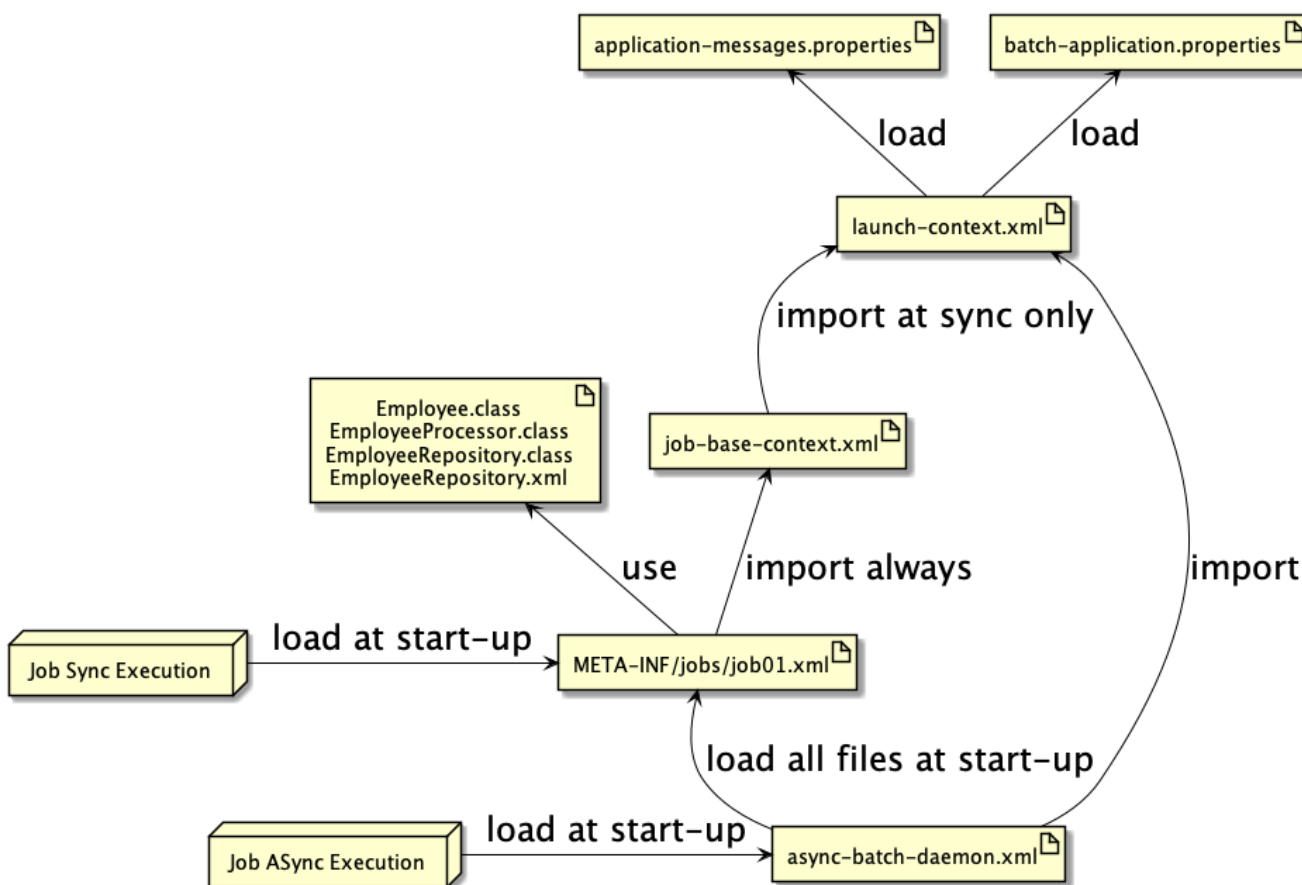 application-messages.properties
batch-application.properties
load
load
launch-context.xml
import at sync only
Employee.class
EmployeeProcessor.class
EmployeeRepository.class
EmployeeRepository.xml
job-base-context.xml
use
import always
import
load at start-up
Job Sync Execution
META-INF/jobs/job01.xml
load all files at start-up
load at start-up
Job ASync Execution
async-batch-daemon.xml